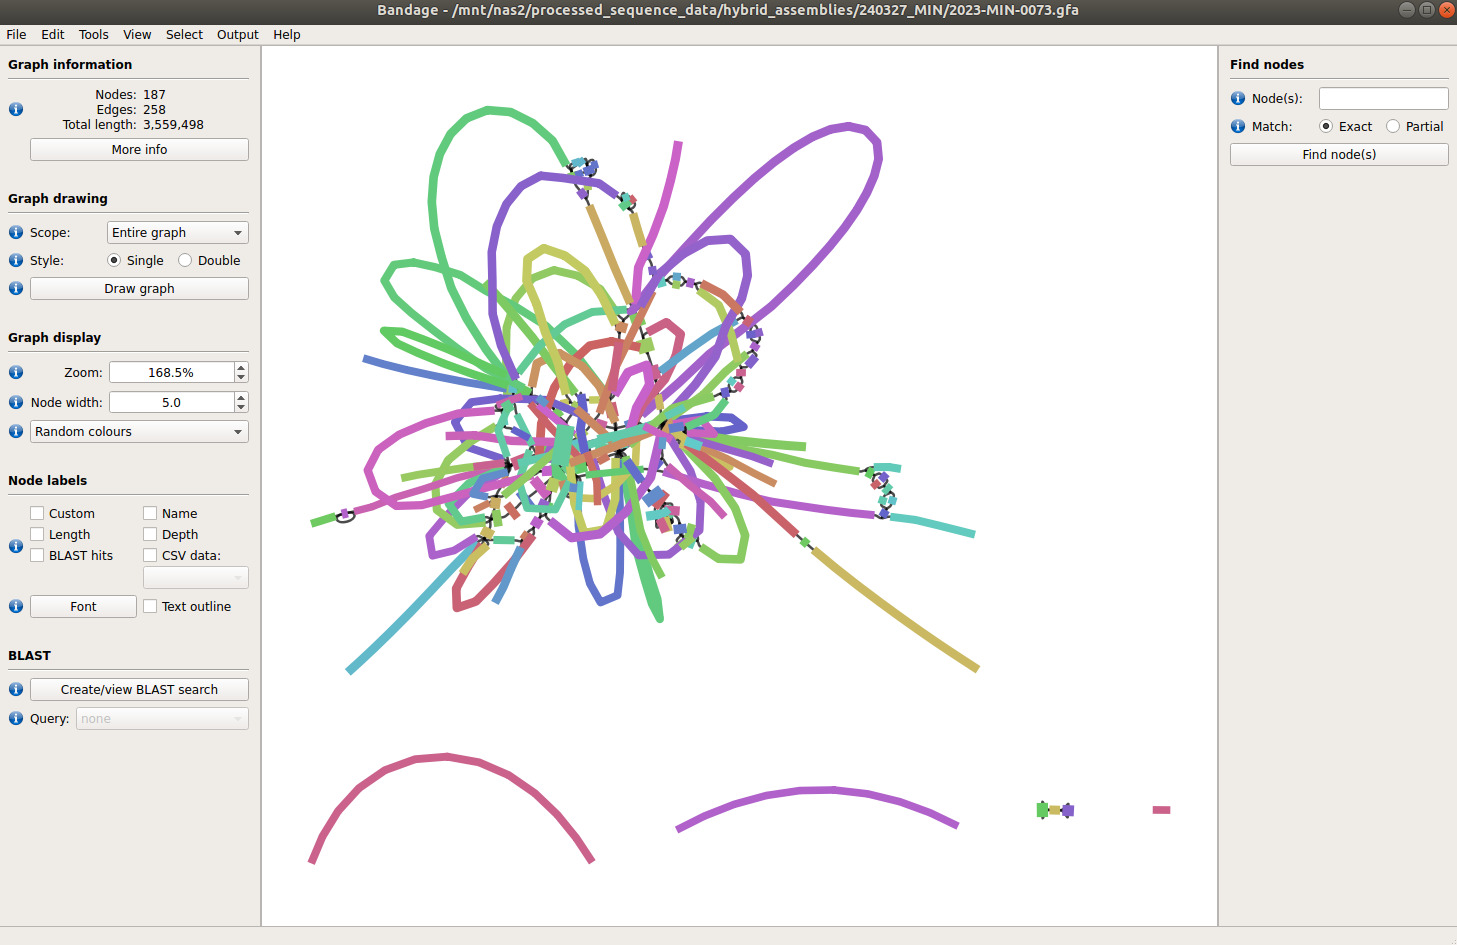 Bandage - /mnt/nas2/processed_sequence_data/hybrid_assemblies/240327_MIN/2023-MIN-0073.gfa
File Edit Tools View Select Output Help
Graph information
Nodes: 187
Edges: 258
Total length: 3,559,498
More info
Graph drawing
Scope: Entire graph
Style: Single Double
Draw graph
Graph display
Zoom: 168.5%
Node width: 5.0
Random colours
Node labels
Custom Name
Length Depth
BLAST hits CSV data:
Font Text outline
BLAST
Create/view BLAST search
Query: none
Find nodes
Node(s):
Match: Exact Partial
Find node(s)